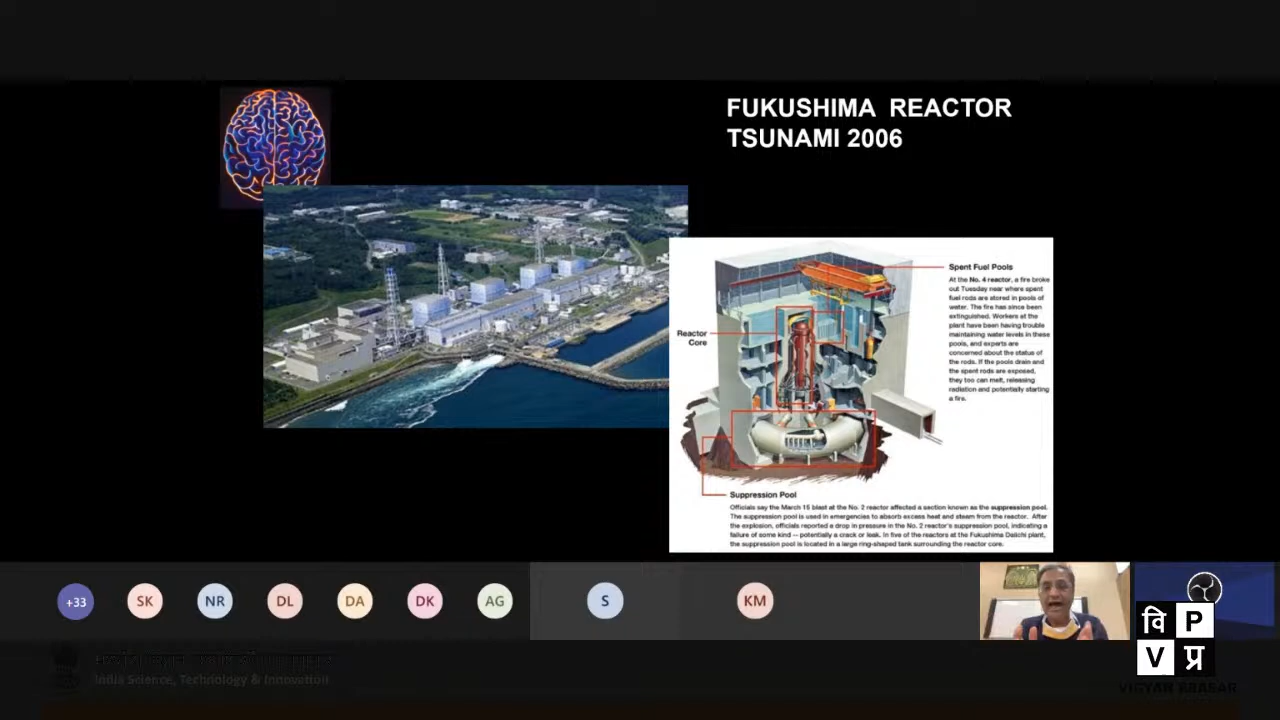 FUKUSHIMA REACTOR
TSUNAMI 2006
Spent Fuel Pools
At the No. 4 reactor, a fire broke
out Tuesday near where spent
fuel rods are stored in pools of
water. The fire has since been
extinguished. Workers at the
plant have been having trouble
maintaining water levels in these
pools, and experts are
concerned about the status of
the rods. If the pools drain and
the spent rods are exposed,
they too can melt, releasing
radiation and potentially starting
a fire.
Reactor
Core
Suppression Pool
Officials say the March 15 blast at the No. 2 reactor affected a section known as the suppression pool.
The suppression pool is used in emergencies to absorb excess heat and steam from the reactor. After
the explosion, officials reported a drop in pressure in the No. 2 reactor's suppression pool, indicating a
failure of some kind -- potentially a crack or leak. In five of the reactors at the Fukushima Daiichi plant,
the suppression pool is located in a large ring-shaped tank surrounding the reactor core.
+33
SK
NR
DL
DA
DK
AG
S
KM
वि P
V प्र
VIGYAN PRASAR
India Science, Technology & Innovation